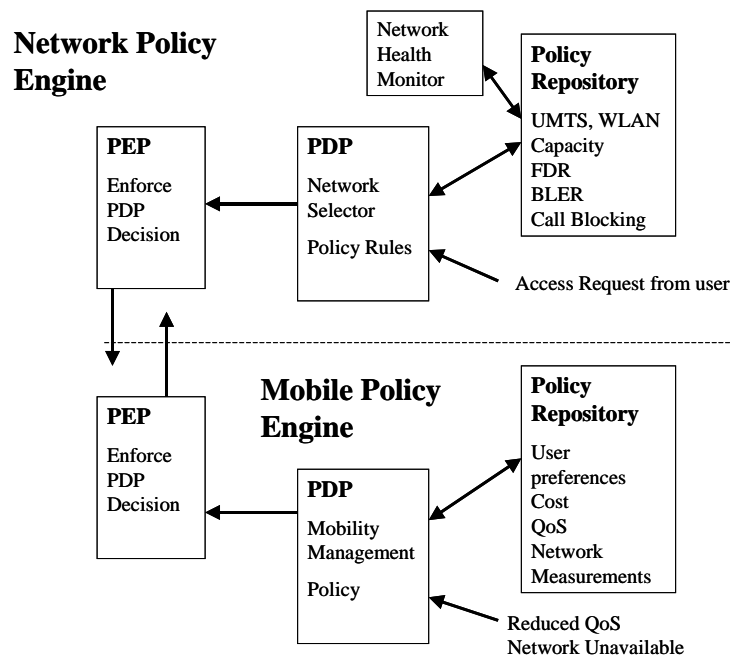 Network Policy
Engine
Network
Health
Monitor
Policy
Repository
UMTS, WLAN
Capacity
FDR
BLER
Call Blocking
PEP
Enforce
PDP
Decision
PDP
Network
Selector
Policy Rules
Access Request from user
Mobile Policy
Engine
PEP
Enforce
PDP
Decision
PDP
Mobility
Management
Policy
Policy
Repository
User
preferences
Cost
QoS
Network
Measurements
Reduced QoS
Network Unavailable